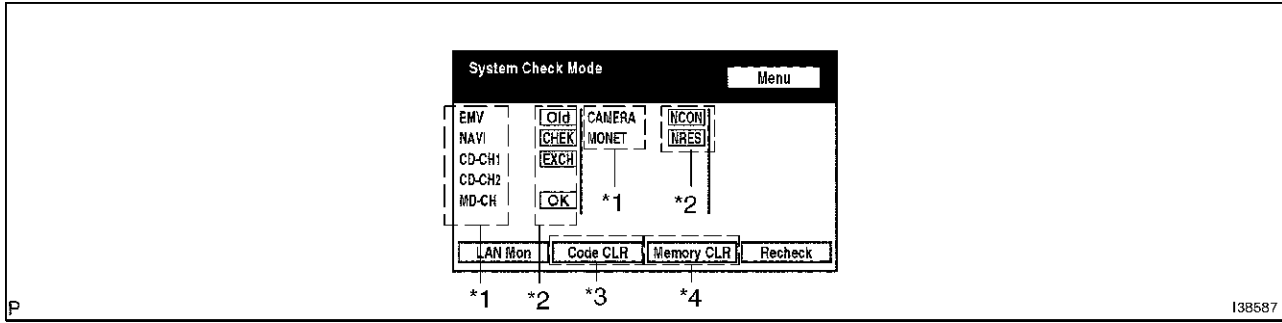 System Check Mode Menu
EMV Old CAMERA NCON
NAVI CHEK MONET NRES
CD-CH1 EXCH
CD-CH2 *1 *2
MD-CH OK
LAN Mon Code CLR Memory CLR Recheck
*1 *2 *3 *4
P I38587